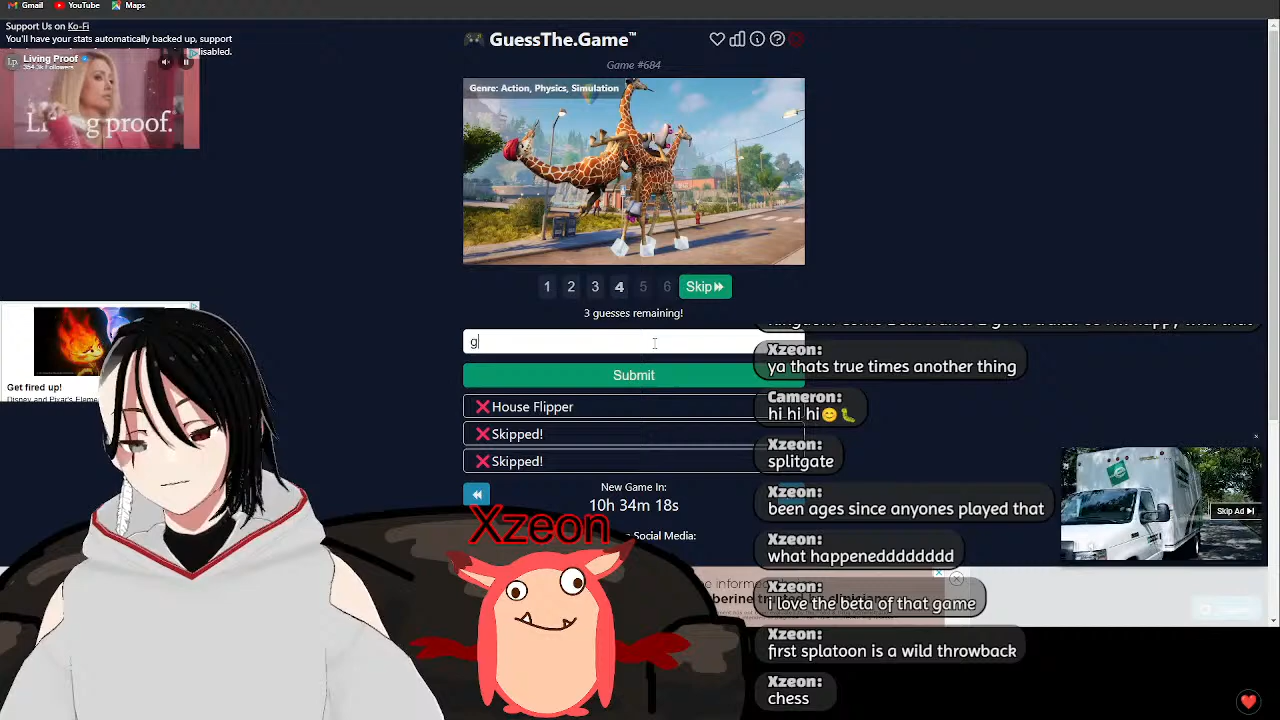 Gmail
YouTube
Maps
Support Us on Ko-Fi
You'll have your stats automatically backed up, support
disabled.
Living Proof
Followers
Living proof.
GuessThe.Game™
Game #684
Genre: Action, Physics, Simulation
1 2 3 4 5 6 Skip
3 guesses remaining!
g
Submit
❌House Flipper
❌Skipped!
❌Skipped!
New Game In:
10h 34m 18s
Social Media:
Get fired up!
Xzeon
Xzeon:
ya thats true times another thing
Cameron:
hi hi hi😊🐛
Xzeon:
splitgate
Xzeon:
been ages since anyones played that
Xzeon:
what happenedddddddd
Xzeon:
i love the beta of that game
Xzeon:
first splatoon is a wild throwback
Xzeon:
chess
Skip Ad